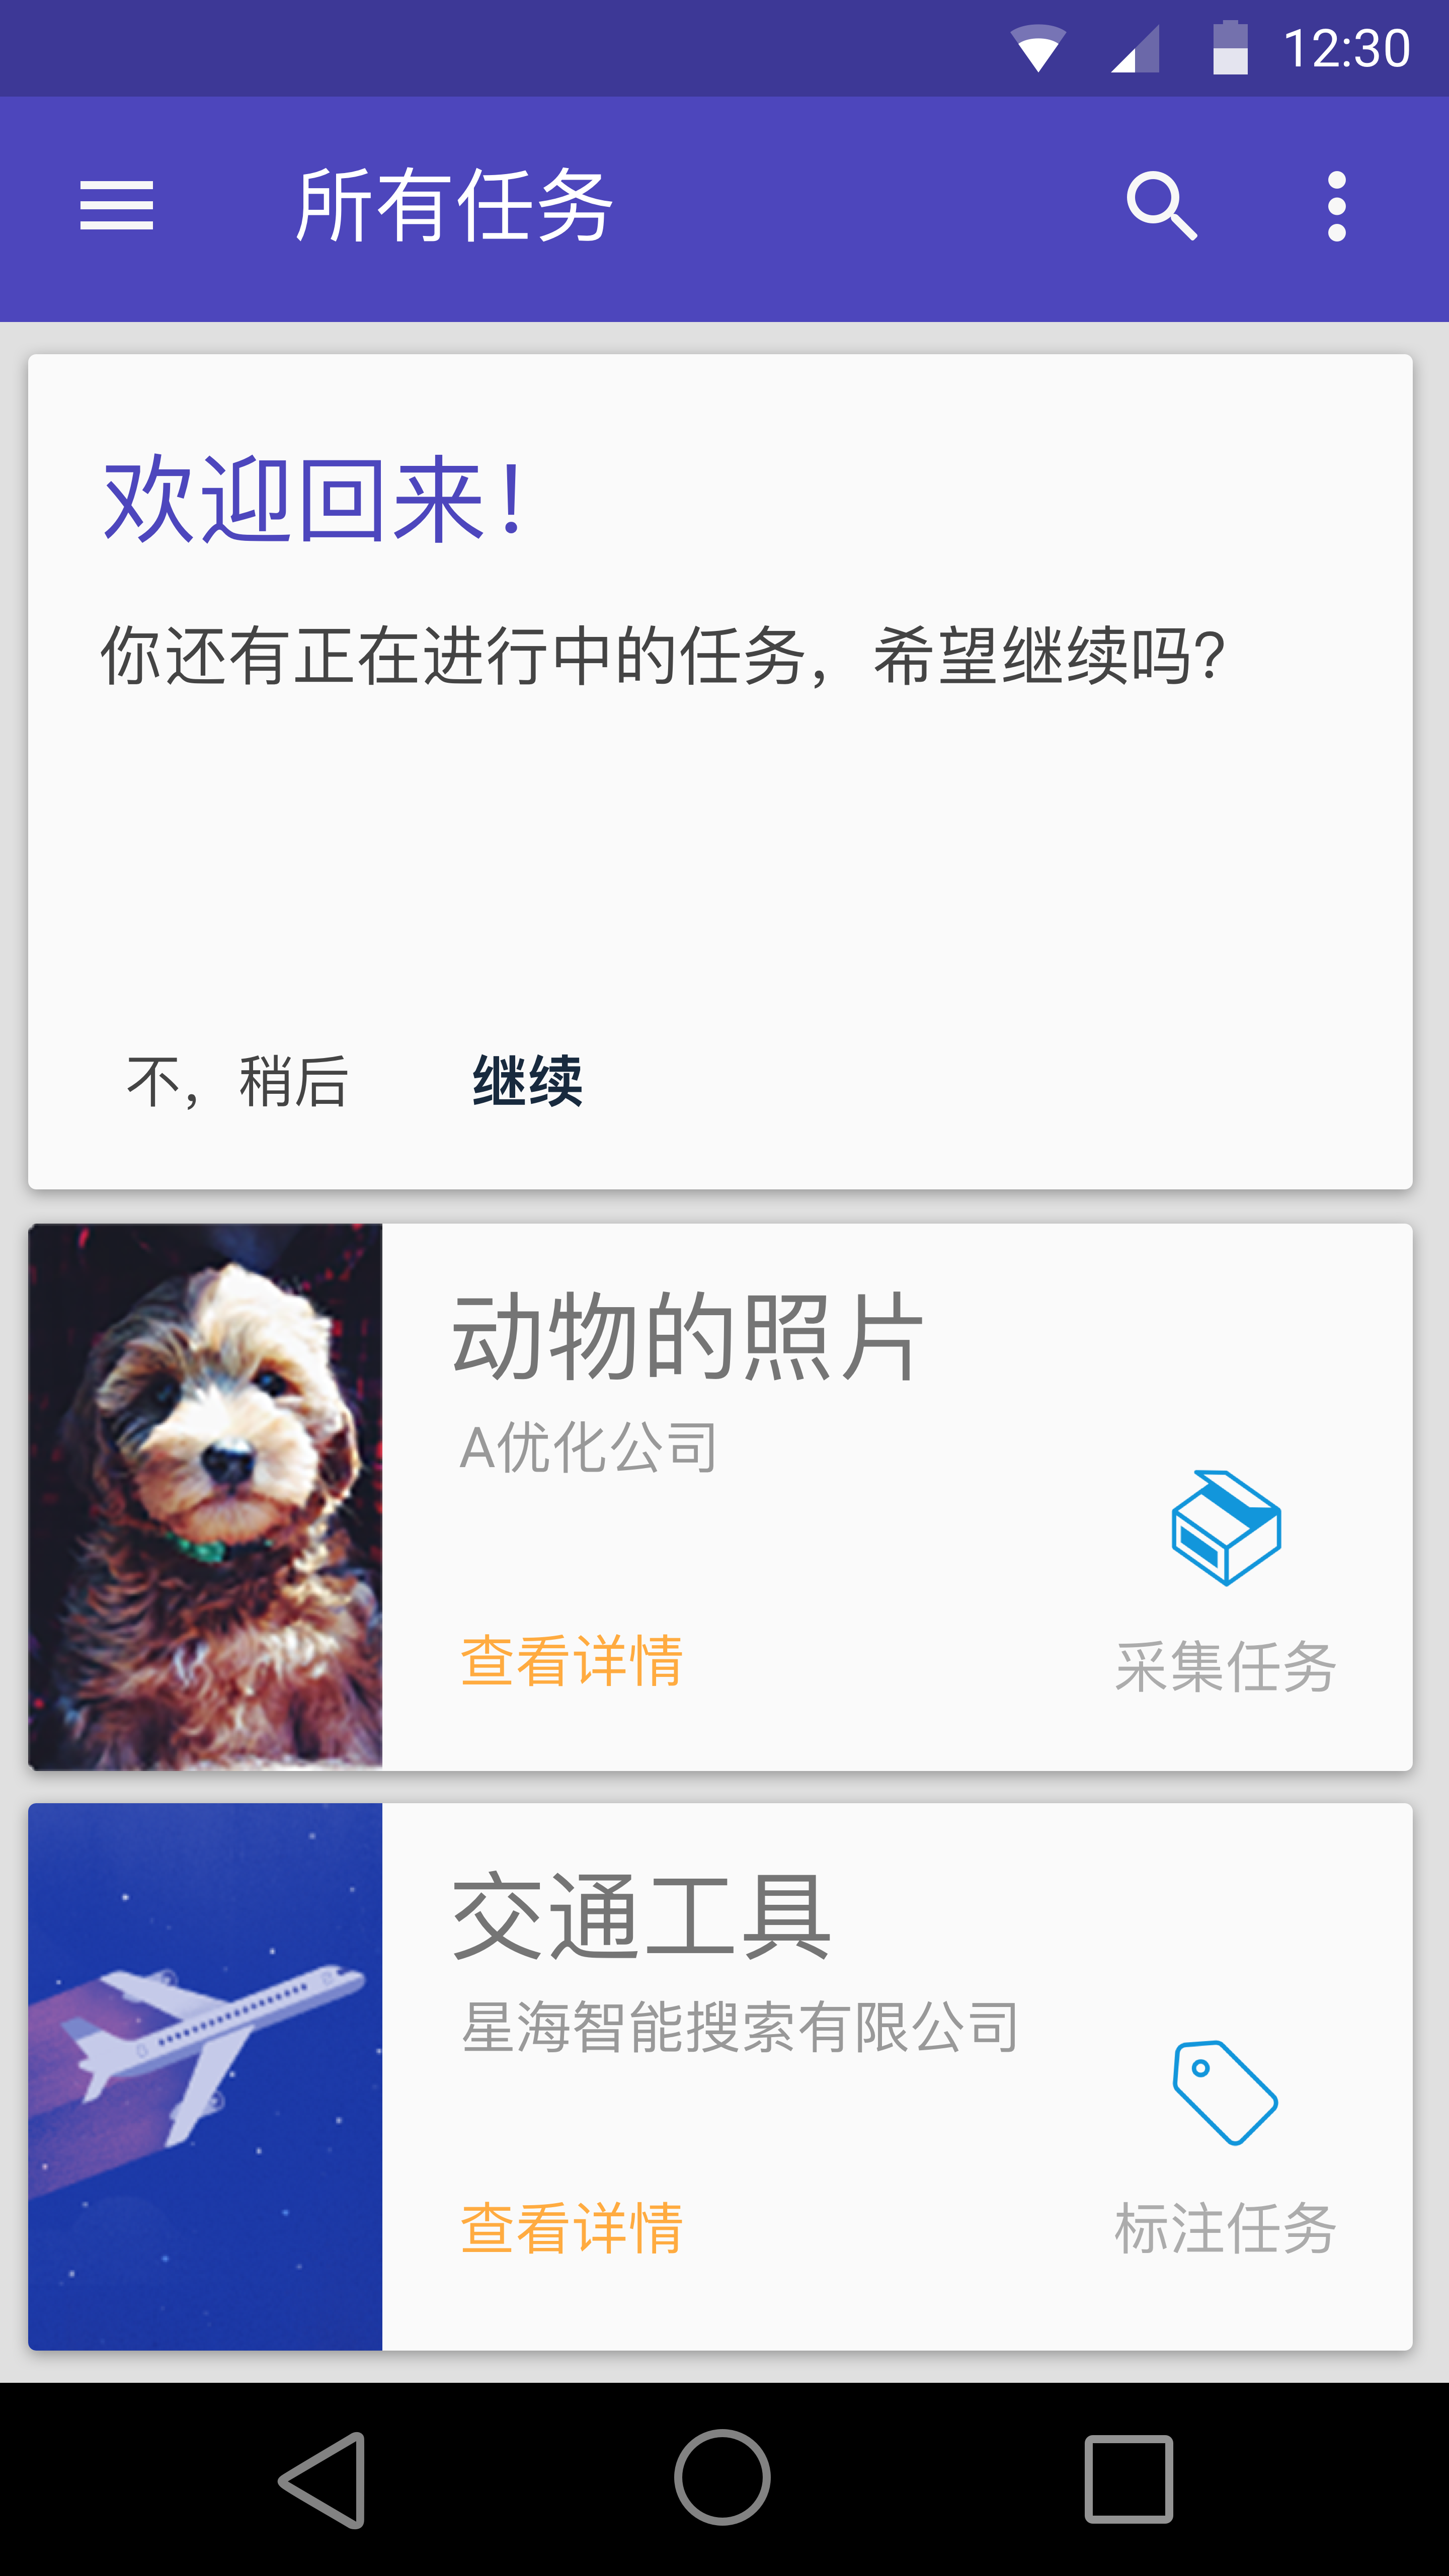 12:30
所有任务
欢迎回来！
你还有正在进行中的任务，希望继续吗？
不，稍后 继续
动物的照片
A优化公司
查看详情 采集任务
交通工具
星海智能搜索有限公司
查看详情 标注任务